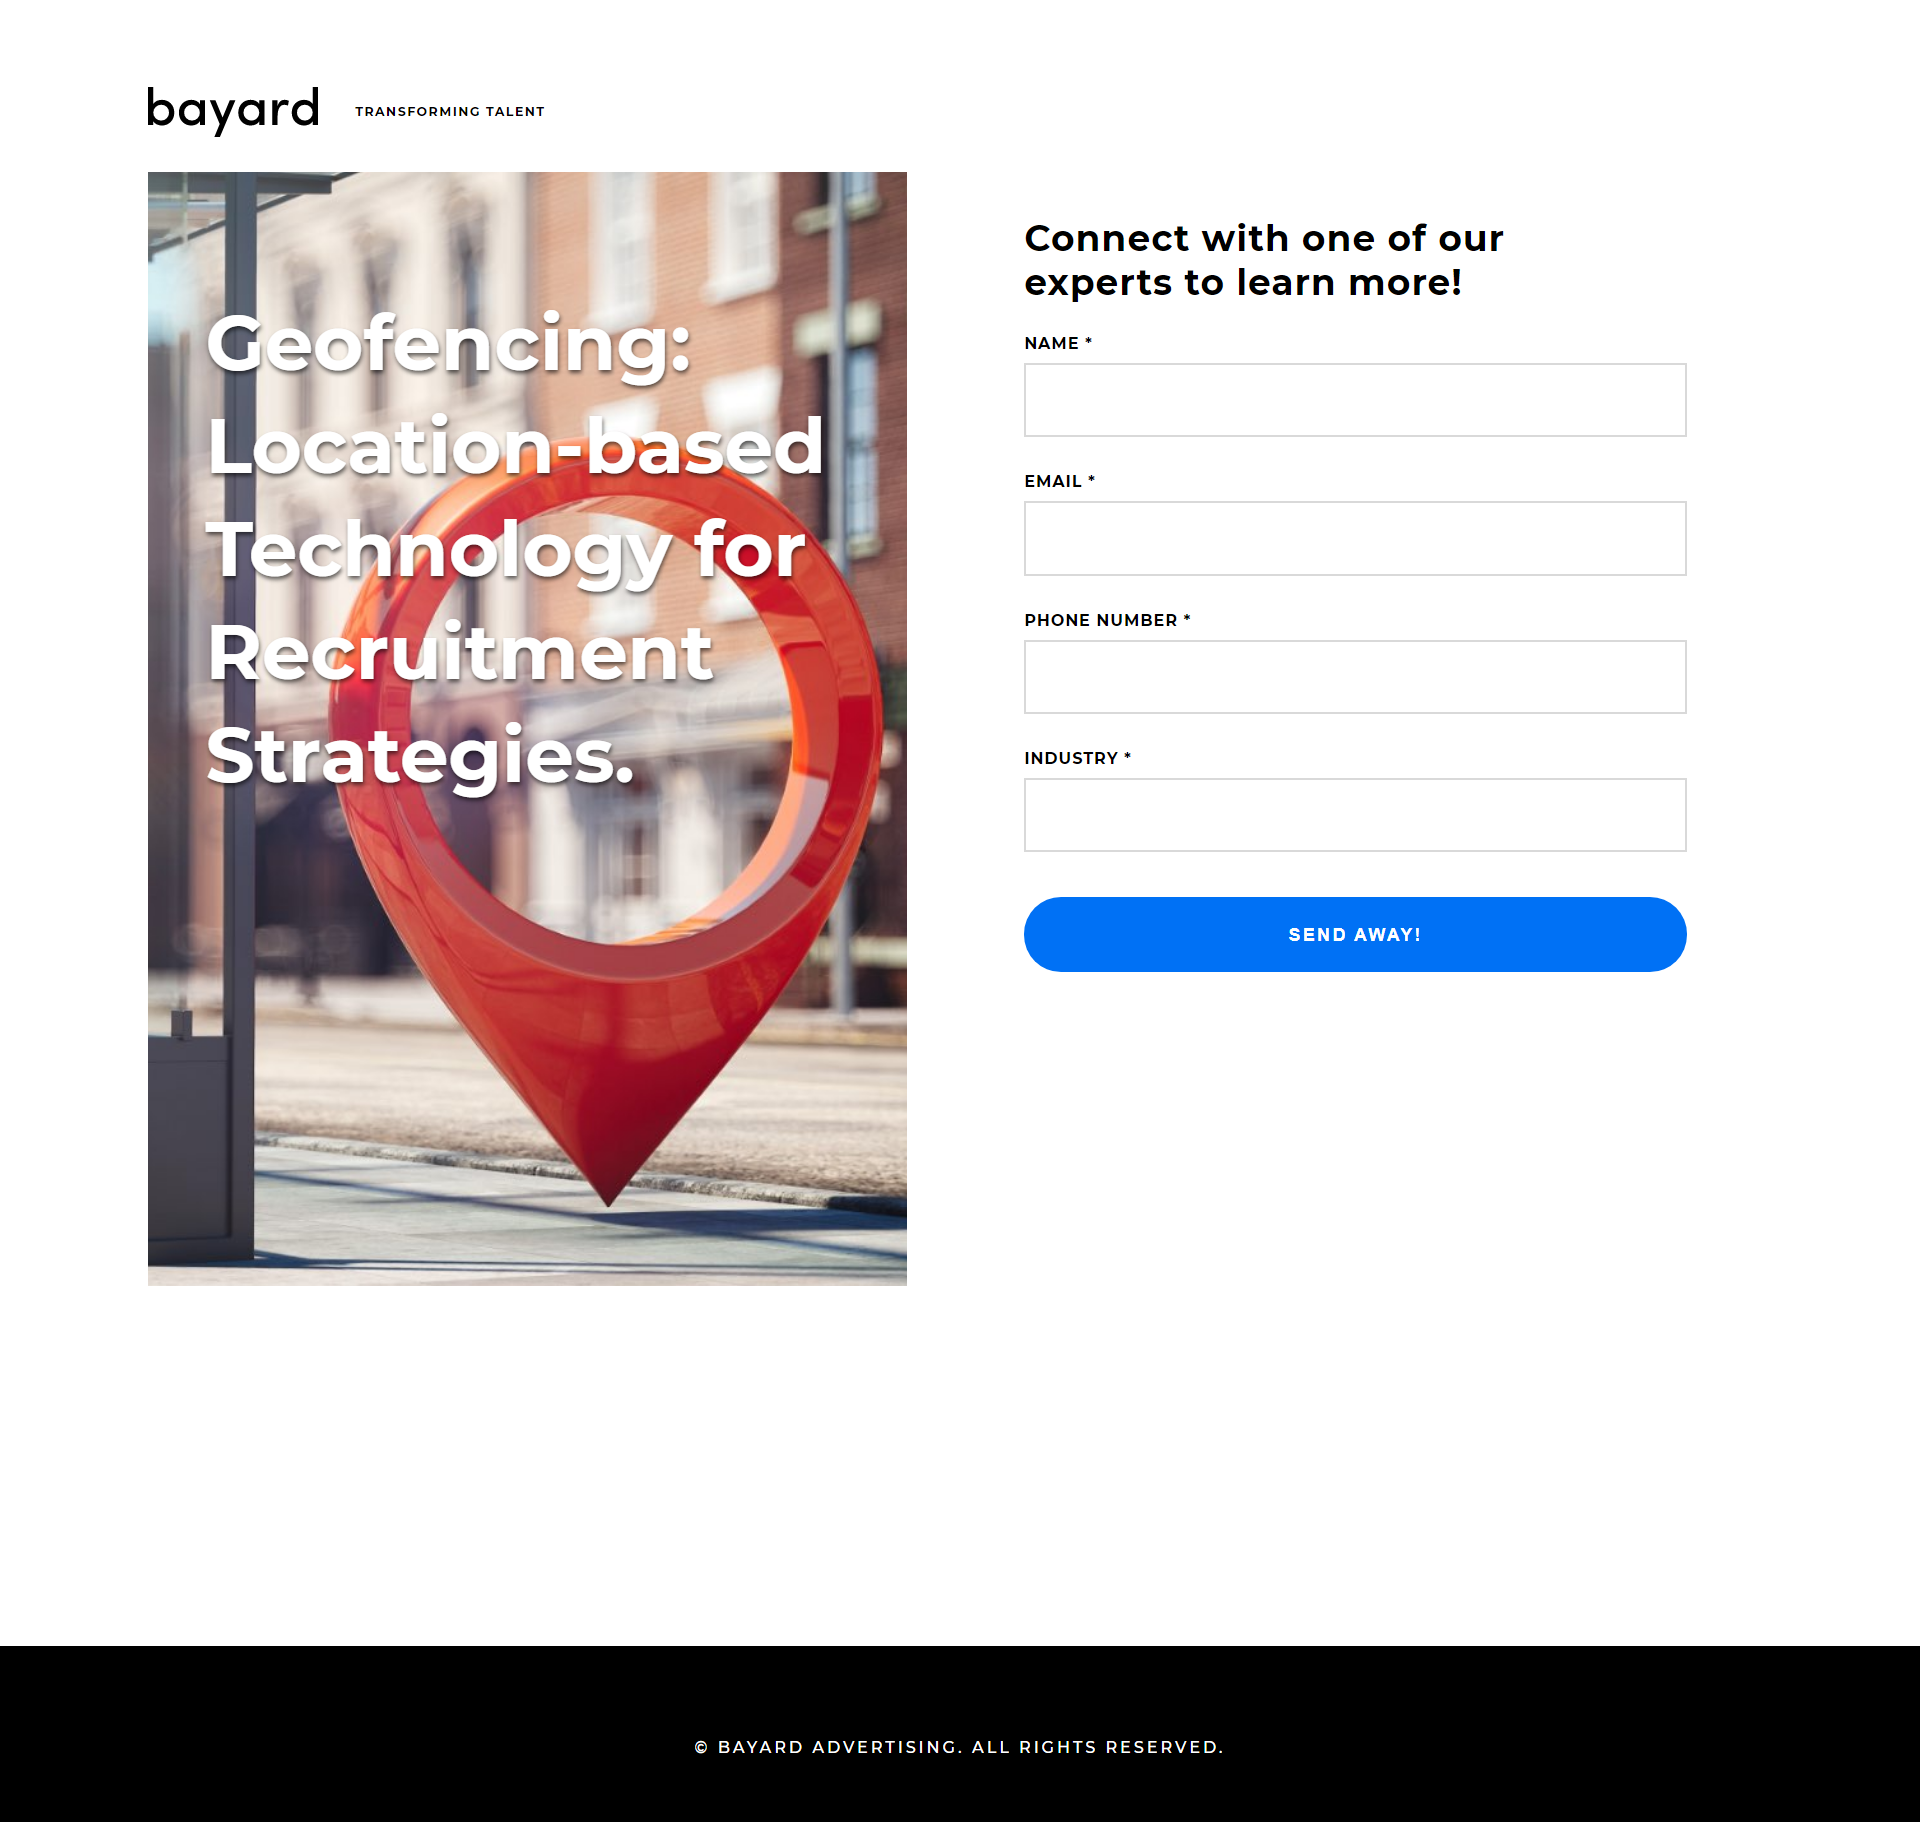 bayard
TRANSFORMING TALENT
Geofencing:
Location-based
Technology for
Recruitment
Strategies.
Connect with one of our
experts to learn more!
NAME *
EMAIL *
PHONE NUMBER *
INDUSTRY *
SEND AWAY!
© BAYARD ADVERTISING. ALL RIGHTS RESERVED.